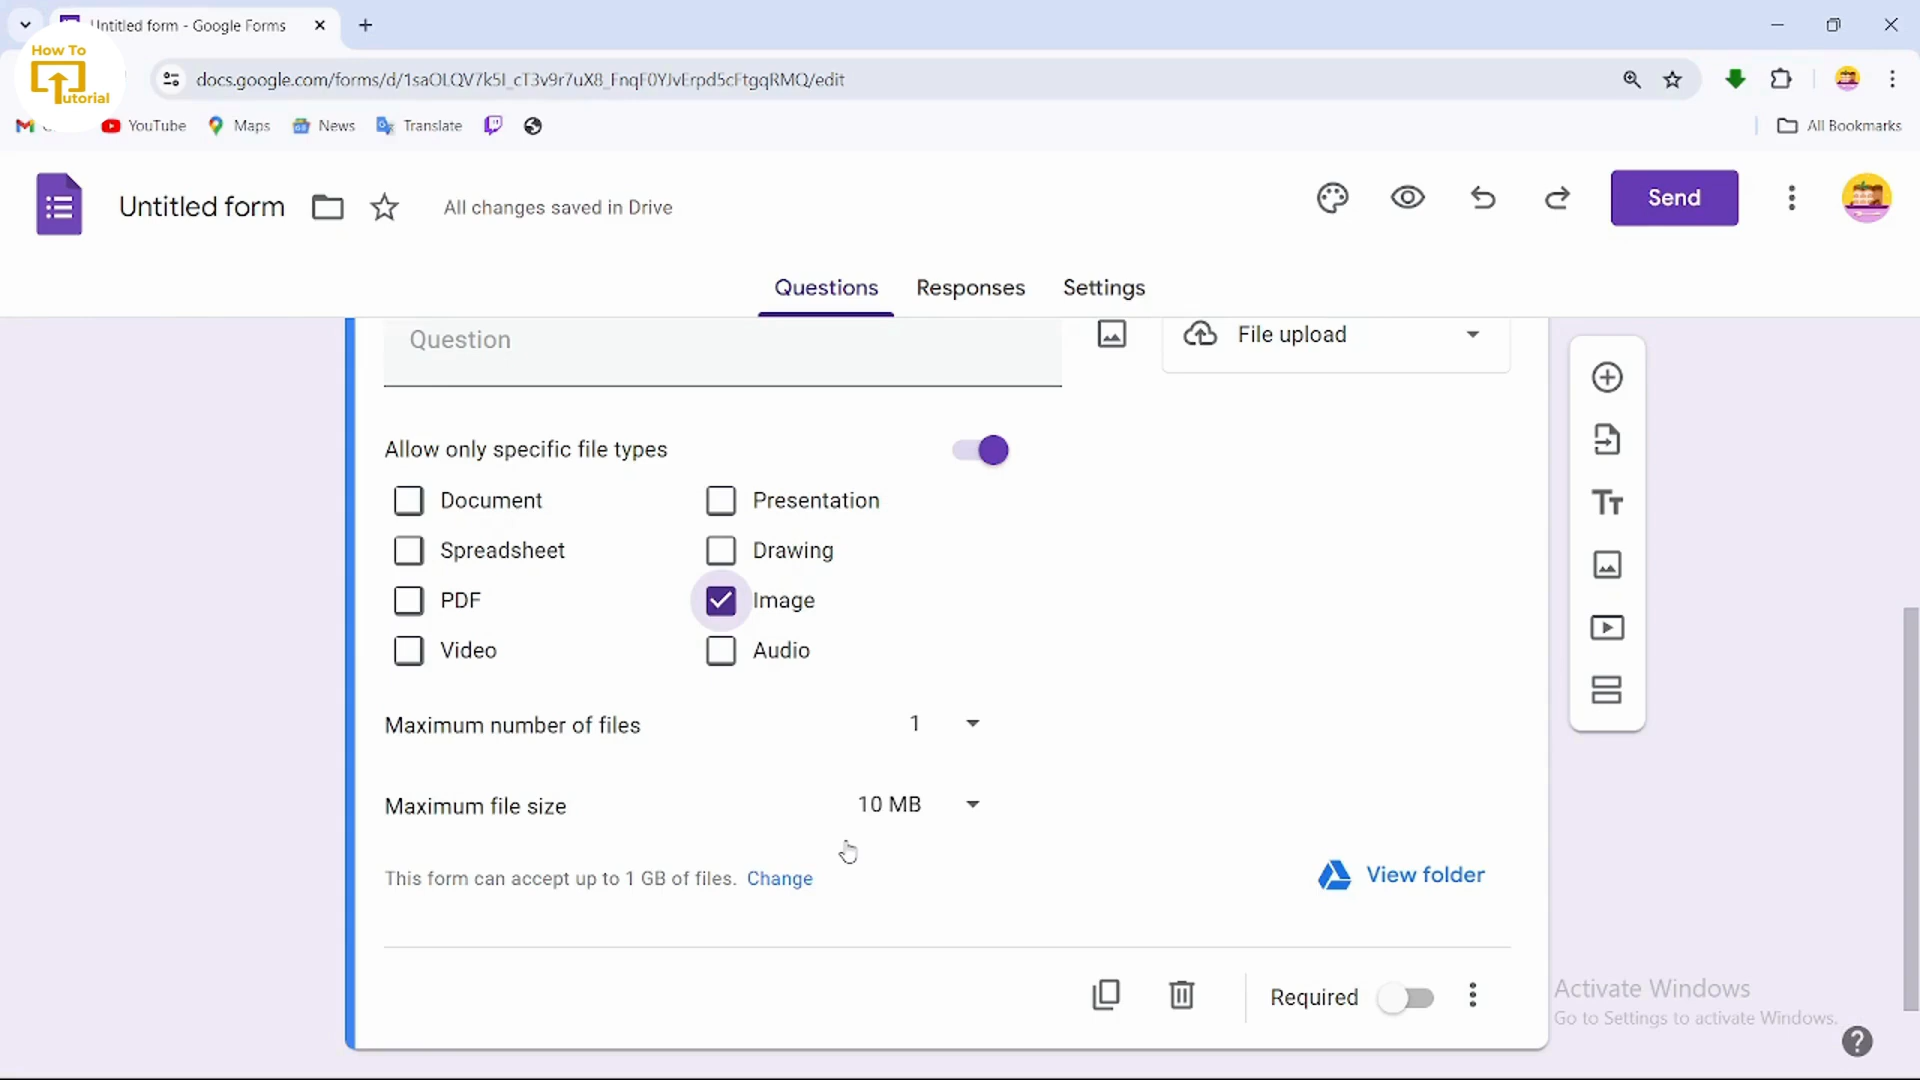 Untitled form - Google Forms
How To
utorial
docs.google.com/forms/d/1saOLQV7k5I_cT3v9r7uX8_FnqF0YJvErpd5cFtgqRMQ/edit
YouTube
Maps
News
Translate
All Bookmarks
Untitled form
All changes saved in Drive
Send
Questions
Responses
Settings
Question
File upload
Allow only specific file types
Document
Presentation
Spreadsheet
Drawing
PDF
Image
Video
Audio
Maximum number of files
1
Maximum file size
10 MB
This form can accept up to 1 GB of files. Change
View folder
Required
Activate Windows
Go to Settings to activate Windows.